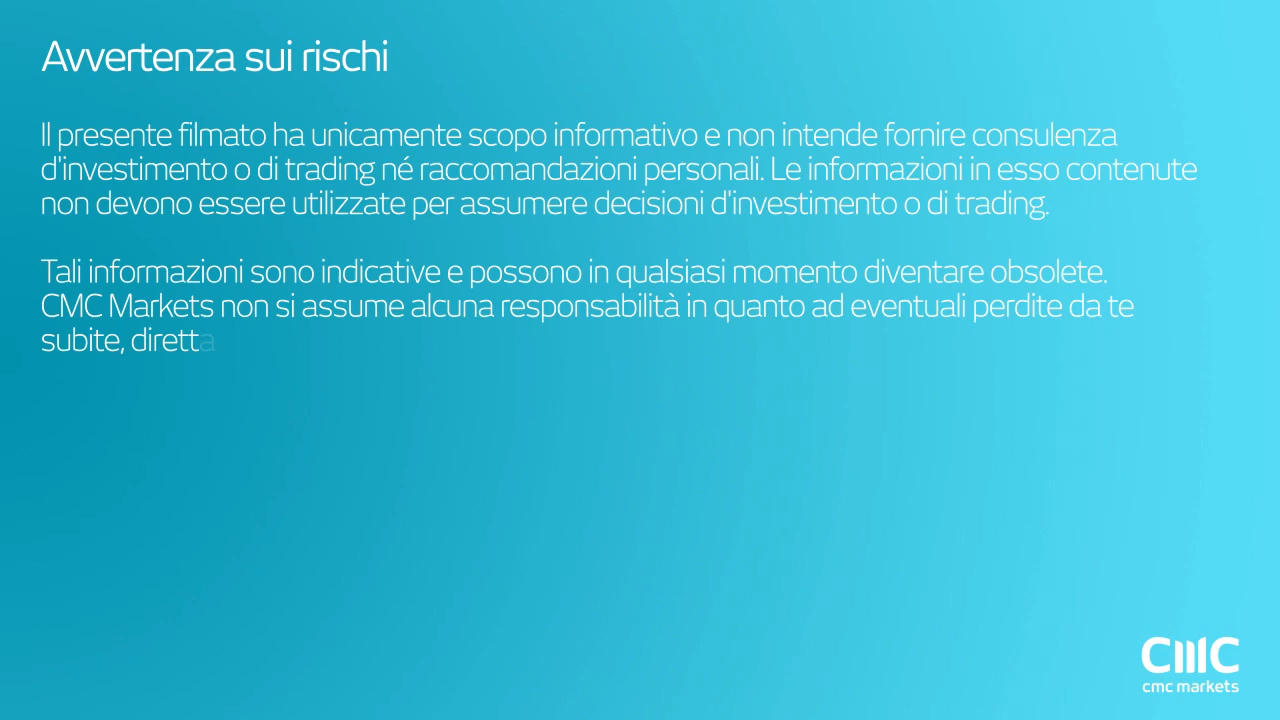 Avvertenza sui rischi
Il presente filmato ha unicamente scopo informativo e non intende fornire consulenza
d'investimento o di trading né raccomandazioni personali. Le informazioni in esso contenute
non devono essere utilizzate per assumere decisioni d'investimento o di trading.
Tali informazioni sono indicative e possono in qualsiasi momento diventare obsolete.
CMC Markets non si assume alcuna responsabilità in quanto ad eventuali perdite da te
subite, diretta
cmc
cmc markets